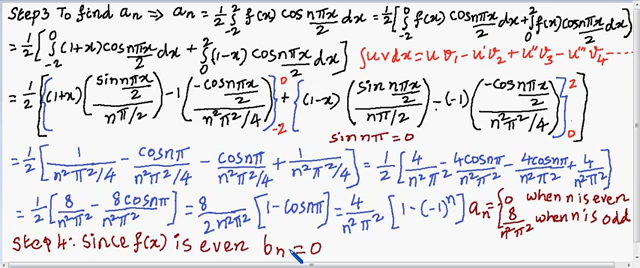 Step3 To find an ⇒ an = 1/2 ∫_{-2}^{2} f(x) cos nπx/2 dx = 1/2 [∫_{-2}^{0} f(x) cos nπx/2 dx + ∫_{0}^{2} f(x) cos nπx/2 dx]
= 1/2 [∫_{-2}^{0} (1+x) cos nπx/2 dx + ∫_{0}^{2} (1-x) cos nπx/2 dx] ∫uvdx = uv₁ - u'v₂ + u''v₃ - u'''v₄ ----
= 1/2 [{(1+x) (sin nπx/2 / nπ/2) - 1 (-cos nπx/2 / n²π²/4)}_{-2}^{0} + {(1-x) (sin nπx/2 / nπ/2) - (-1) (-cos nπx/2 / n²π²/4)}_{0}^{2}]
sin nπ = 0
= 1/2 [1/(n²π²/4) - cos nπ/(n²π²/4) - cos nπ/(n²π²/4) + 1/(n²π²/4)] = 1/2 [4/n²π² - 4cos nπ/n²π² - 4cos nπ/n²π² + 4/n²π²]
= 1/2 [8/n²π² - 8cos nπ/n²π²] = 8/2n²π² [1 - cos nπ] = 4/n²π² [1 - (-1)ⁿ] an = {0 when n is even
8/n²π² when n is odd
Step 4: Since f(x) is even bn = 0